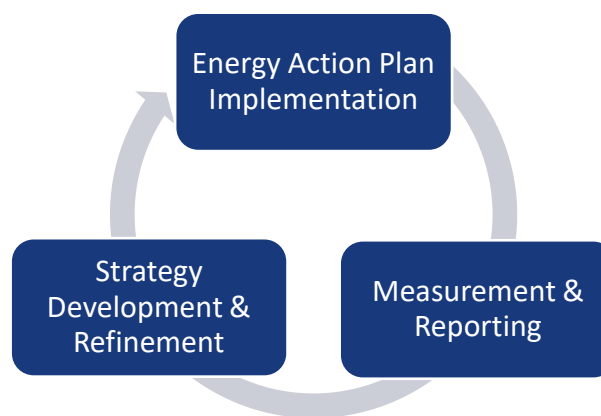 Energy Action Plan
Implementation
Strategy
Development &
Refinement
Measurement &
Reporting